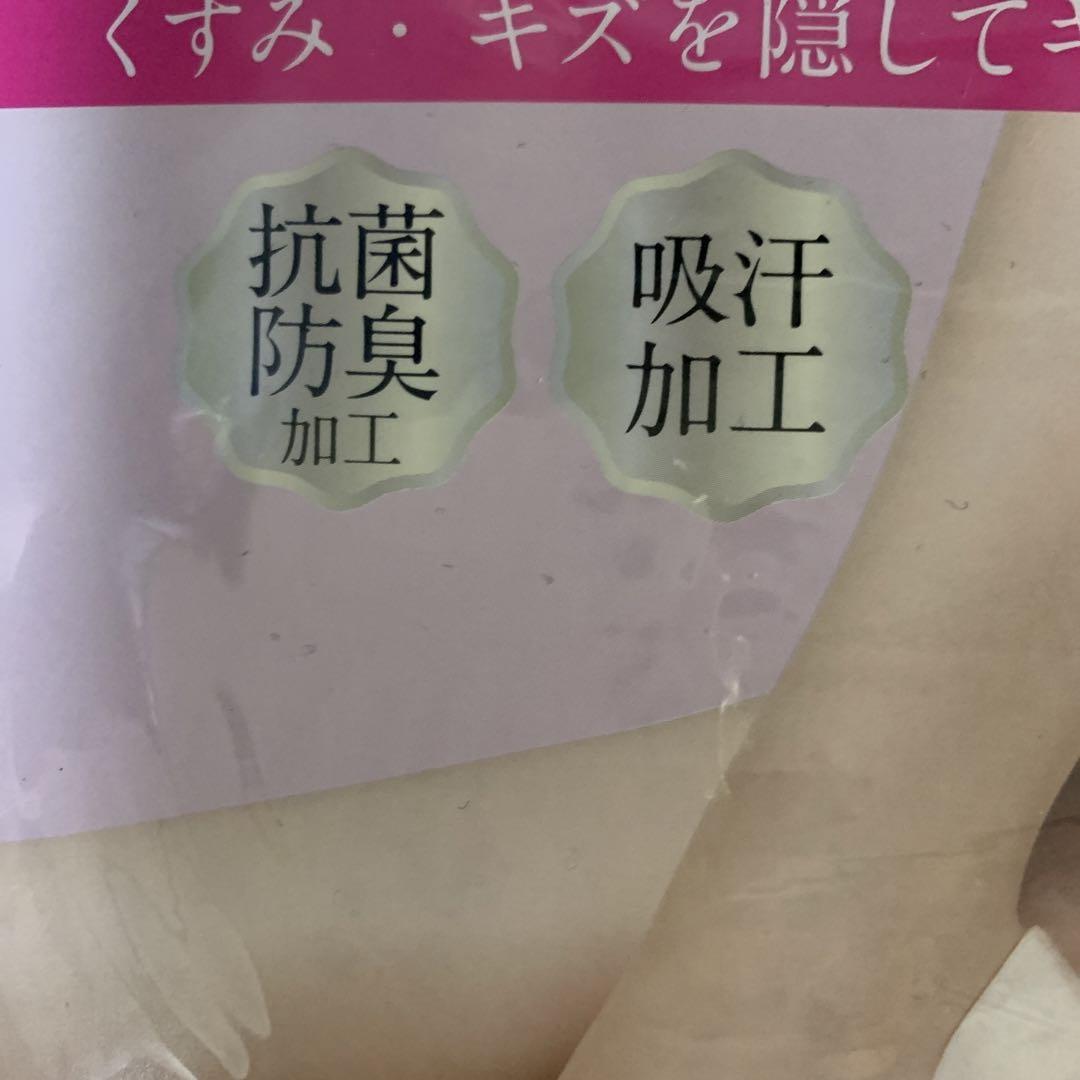 くすみ・キズを隠してキ
抗菌
防臭
加工
吸汗
加工